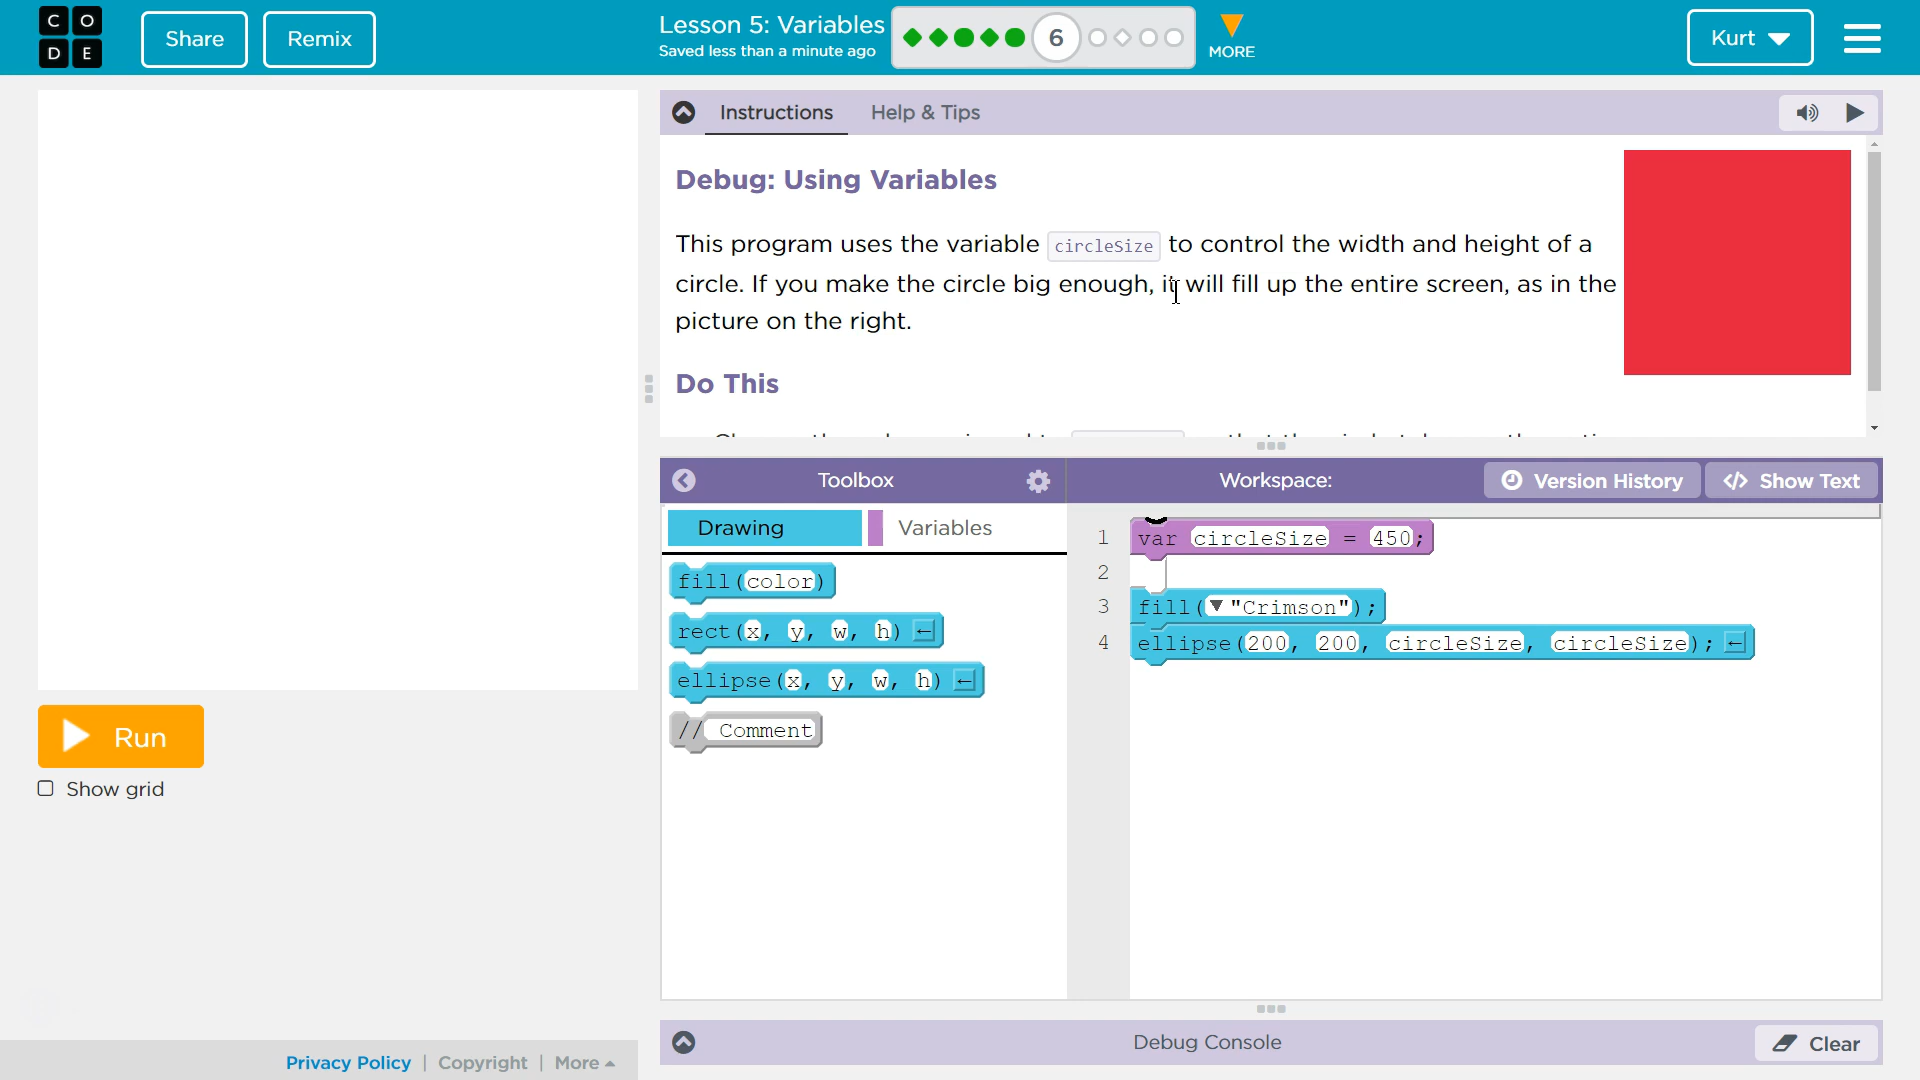 C O
D E
Share
Remix
Lesson 5: Variables
Saved less than a minute ago
6
MORE
Kurt
Instructions
Help & Tips
Debug: Using Variables
This program uses the variable circleSize to control the width and height of a
circle. If you make the circle big enough, it will fill up the entire screen, as in the
picture on the right.
Do This
Toolbox
Workspace:
Version History
</> Show Text
Drawing
Variables
fill(color)
rect(x, y, w, h) ←
ellipse(x, y, w, h) ←
// Comment
1 var circleSize = 450;
2
3 fill(▼ "Crimson");
4 ellipse(200, 200, circleSize, circleSize); ←
Run
Show grid
Debug Console
Clear
Privacy Policy | Copyright | More